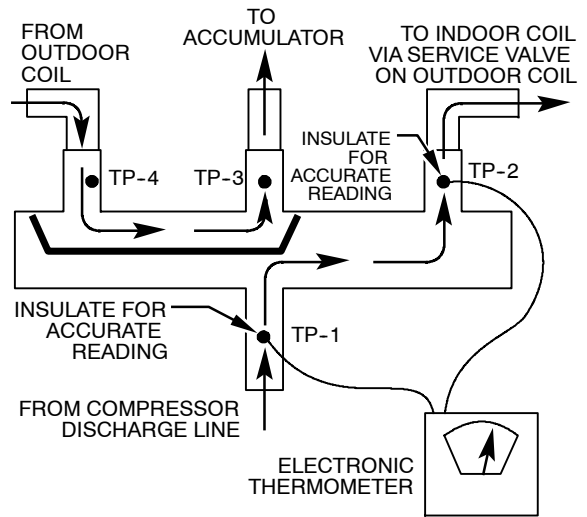 FROM
OUTDOOR
COIL
TO
ACCUMULATOR
TO INDOOR COIL
VIA SERVICE VALVE
ON OUTDOOR COIL
INSULATE
FOR
ACCURATE
READING
TP-4
TP-3
TP-2
INSULATE FOR
ACCURATE
READING
TP-1
FROM COMPRESSOR
DISCHARGE LINE
ELECTRONIC
THERMOMETER